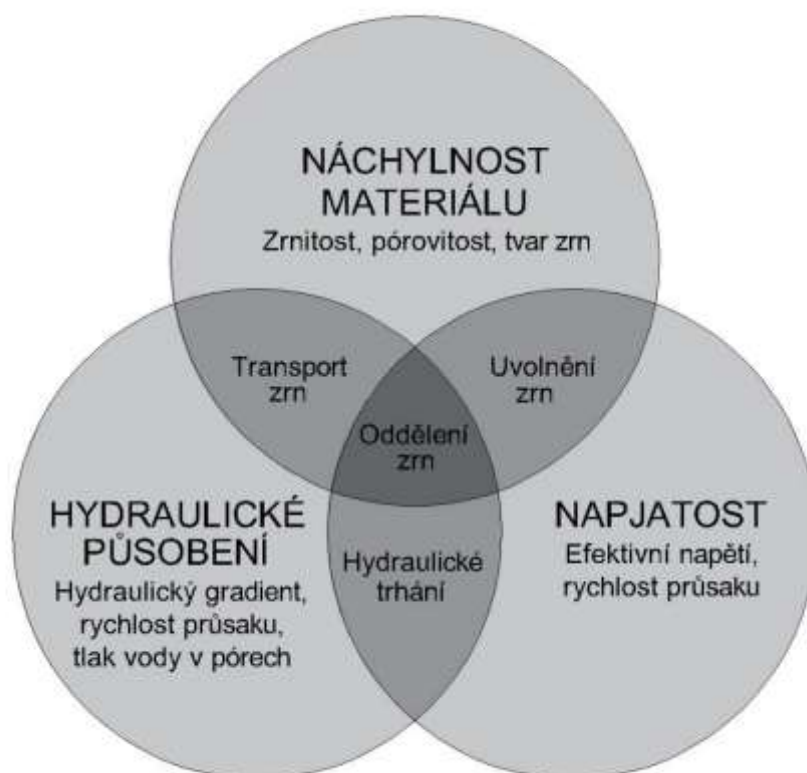 NÁCHYLNOST
MATERIÁLU
Zrnitost, pórovitost, tvar zrn
Transport
zrn
Uvolnění
zrn
Oddělení
zrn
HYDRAULICKÉ
PŮSOBENÍ
Hydraulický gradient,
rychlost průsaku,
tlak vody v pórech
Hydraulické
trhání
NAPJATOST
Efektivní napětí,
rychlost průsaku